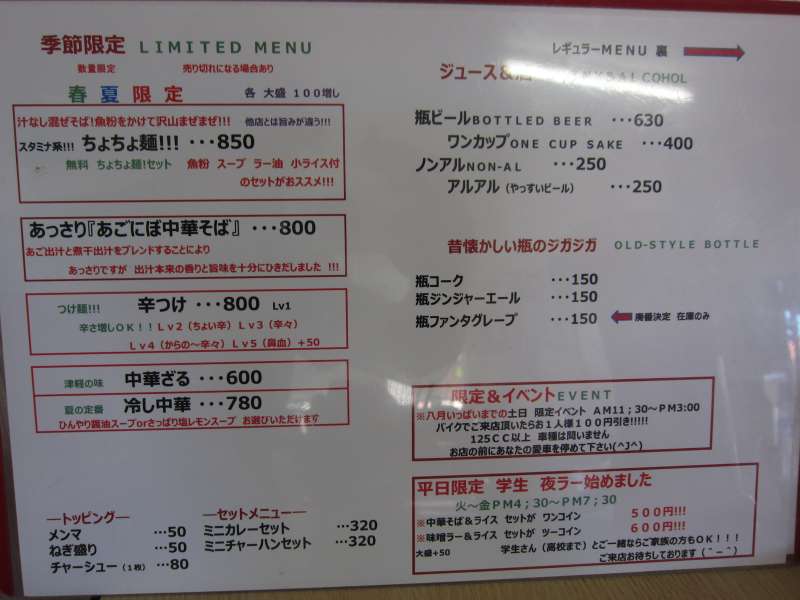 季節限定 LIMITED MENU
数量限定 売り切れになる場合あり
春夏限定 各 大盛 100増し
汁なし混ぜそば!魚粉をかけて沢山まぜまぜ!!! 他店とは旨みが違う!!!
スタミナ系!!! ちょちょ麺!!! ･･･850
無料 ちょちょ麺!セット 魚粉 スープ ラー油 小ライス付
のセットがおススメ!!!
あっさり『あごにぼ中華そば』 ･･･800
あご出汁と煮干出汁をブレンドすることにより
あっさりですが 出汁本来の香りと旨味を十分にひきだしました !!!
つけ麺!!! 辛つけ ･･･800 Lv1
辛さ増しOK!!Lv2(ちょい辛)Lv3(辛々)
Lv4(からの~辛々)Lv5(鼻血)+50
津軽の味 中華ざる ･･･600
夏の定番 冷し中華 ･･･780
ひんやり醤油スープorさっぱり塩レモンスープ お選びいただけます
―トッピング―
メンマ ･･･50
ねぎ盛り ･･･50
チャーシュー(1枚) ･･･80
―セットメニュー―
ミニカレーセット ･･･320
ミニチャーハンセット ･･･320
レギュラーMENU 裏
ジュース&
瓶ビールBOTTLED BEER ･･･630
ワンカップONE CUP SAKE ･･･400
ノンアルNON-AL ･･･250
アルアル(やっすいビール) ･･･250
昔懐かしい瓶のジガジガ OLD-STYLE BOTTLE
瓶コーク ･･･150
瓶ジンジャーエール ･･･150
瓶ファンタグレープ ･･･150 廃番決定 在庫のみ
限定&イベントEVENT
※八月いっぱいまでの土日 限定イベント AM11;30~PM3:00
バイクでご来店頂いたらお1人様100円引き!!!!!
125CC以上 車種は問いません
お店の前にあなたの愛車を停めて下さい(^J^)
平日限定 学生 夜ラー始めました
火~金PM4;30~PM7;30
※中華そば&ライス セットが ワンコイン 500円!!!
※味噌ラー&ライス セットが ツーコイン 600円!!!
大盛+50 学生さん(高校まで)とご一緒ならご家族の方もOK!!!
ご来店お待ちしております(^-^)